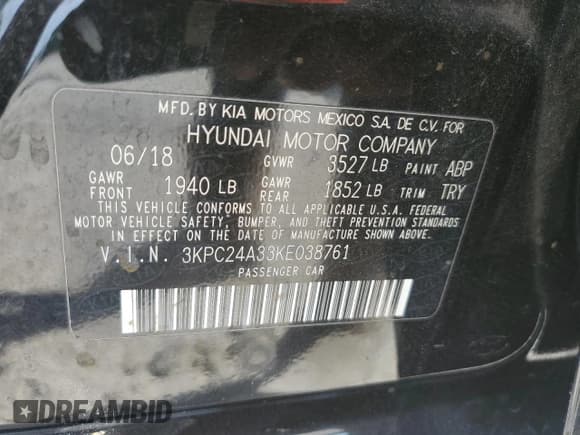 MFD. BY KIA MOTORS MEXICO S.A. DE C.V. FOR
HYUNDAI MOTOR COMPANY
06/18 GVWR 3527 LB PAINT ABP
GAWR FRONT 1940 LB GAWR REAR 1852 LB TRIM TRY
THIS VEHICLE CONFORMS TO ALL APPLICABLE U.S.A. FEDERAL
MOTOR VEHICLE SAFETY, BUMPER, AND THEFT PREVENTION STANDARDS
IN EFFECT ON THE DATE OF MANUFACTURE SHOWN ABOVE.
V.I.N. 3KPC24A33KE038761
PASSENGER CAR
DREAMBID